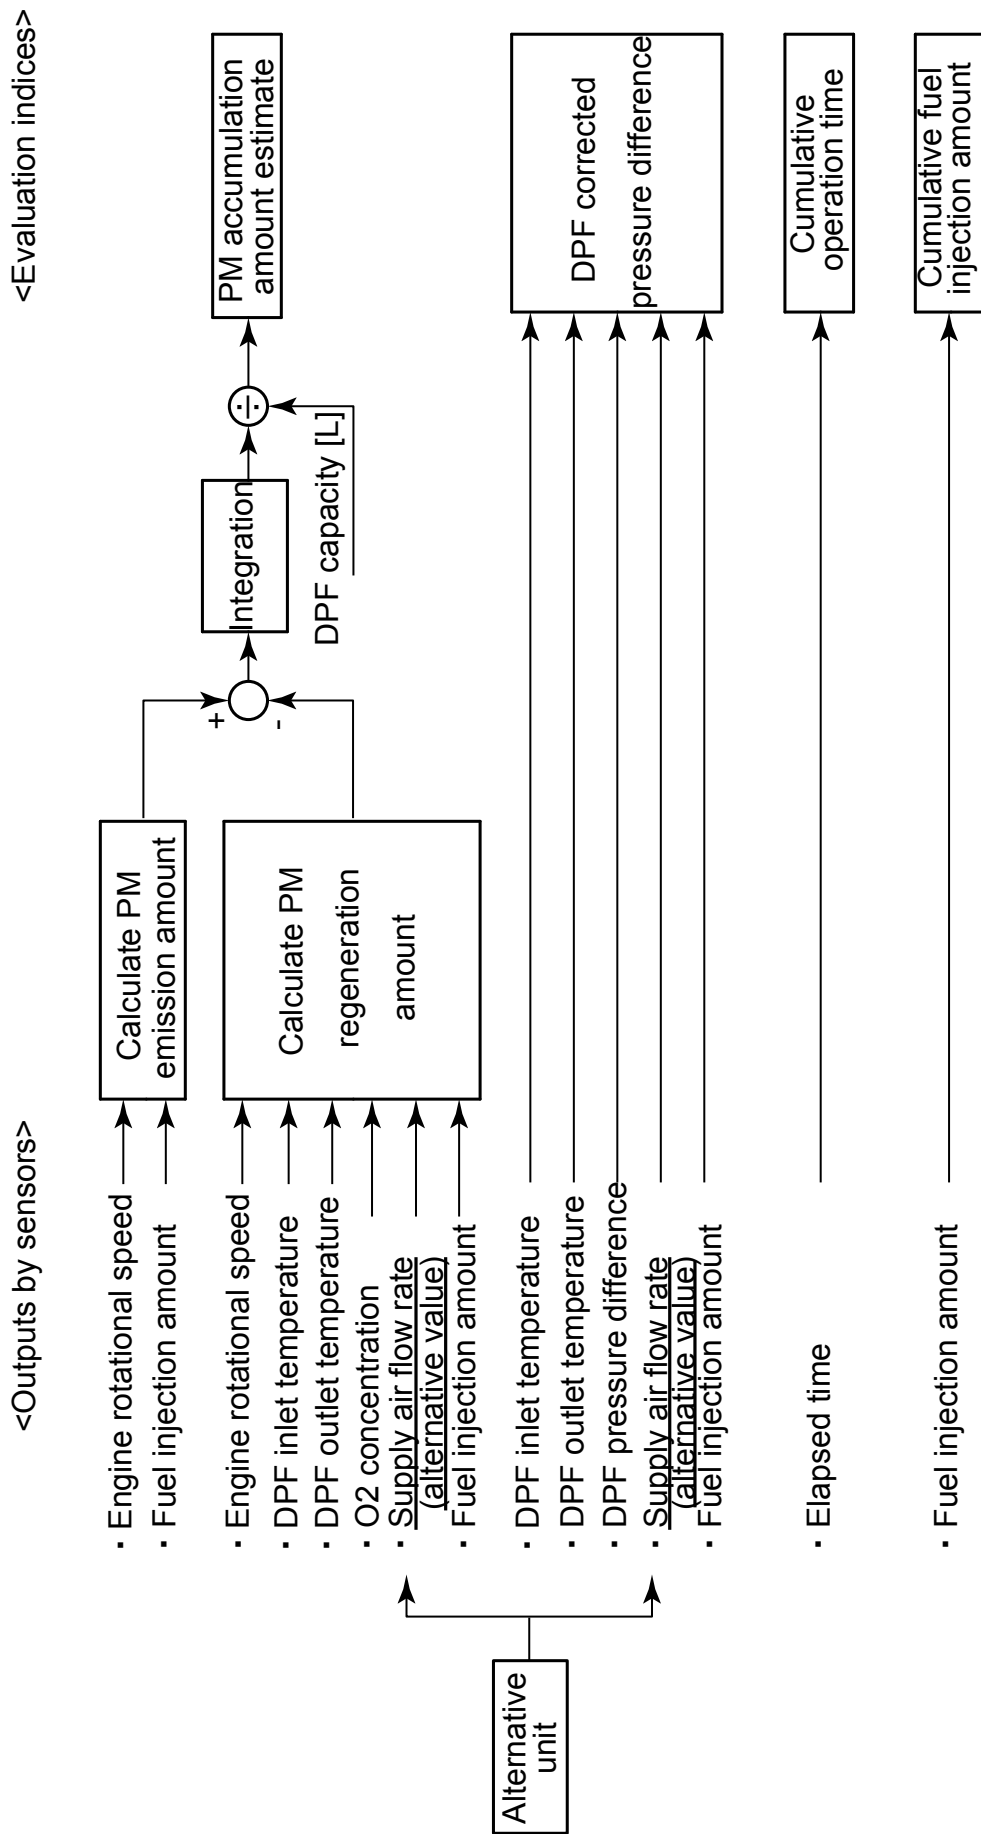 <Outputs by sensors>
<Evaluation indices>
· Engine rotational speed
· Fuel injection amount
Calculate PM
emission amount
· Engine rotational speed
· DPF inlet temperature
· DPF outlet temperature
· O2 concentration
· Supply air flow rate
(alternative value)
· Fuel injection amount
Calculate PM
regeneration
amount
+
-
Integration
÷
DPF capacity [L]
PM accumulation
amount estimate
Alternative
unit
· DPF inlet temperature
· DPF outlet temperature
· DPF pressure difference
· Supply air flow rate
(alternative value)
· Fuel injection amount
DPF corrected
pressure difference
· Elapsed time
Cumulative
operation time
· Fuel injection amount
Cumulative fuel
injection amount